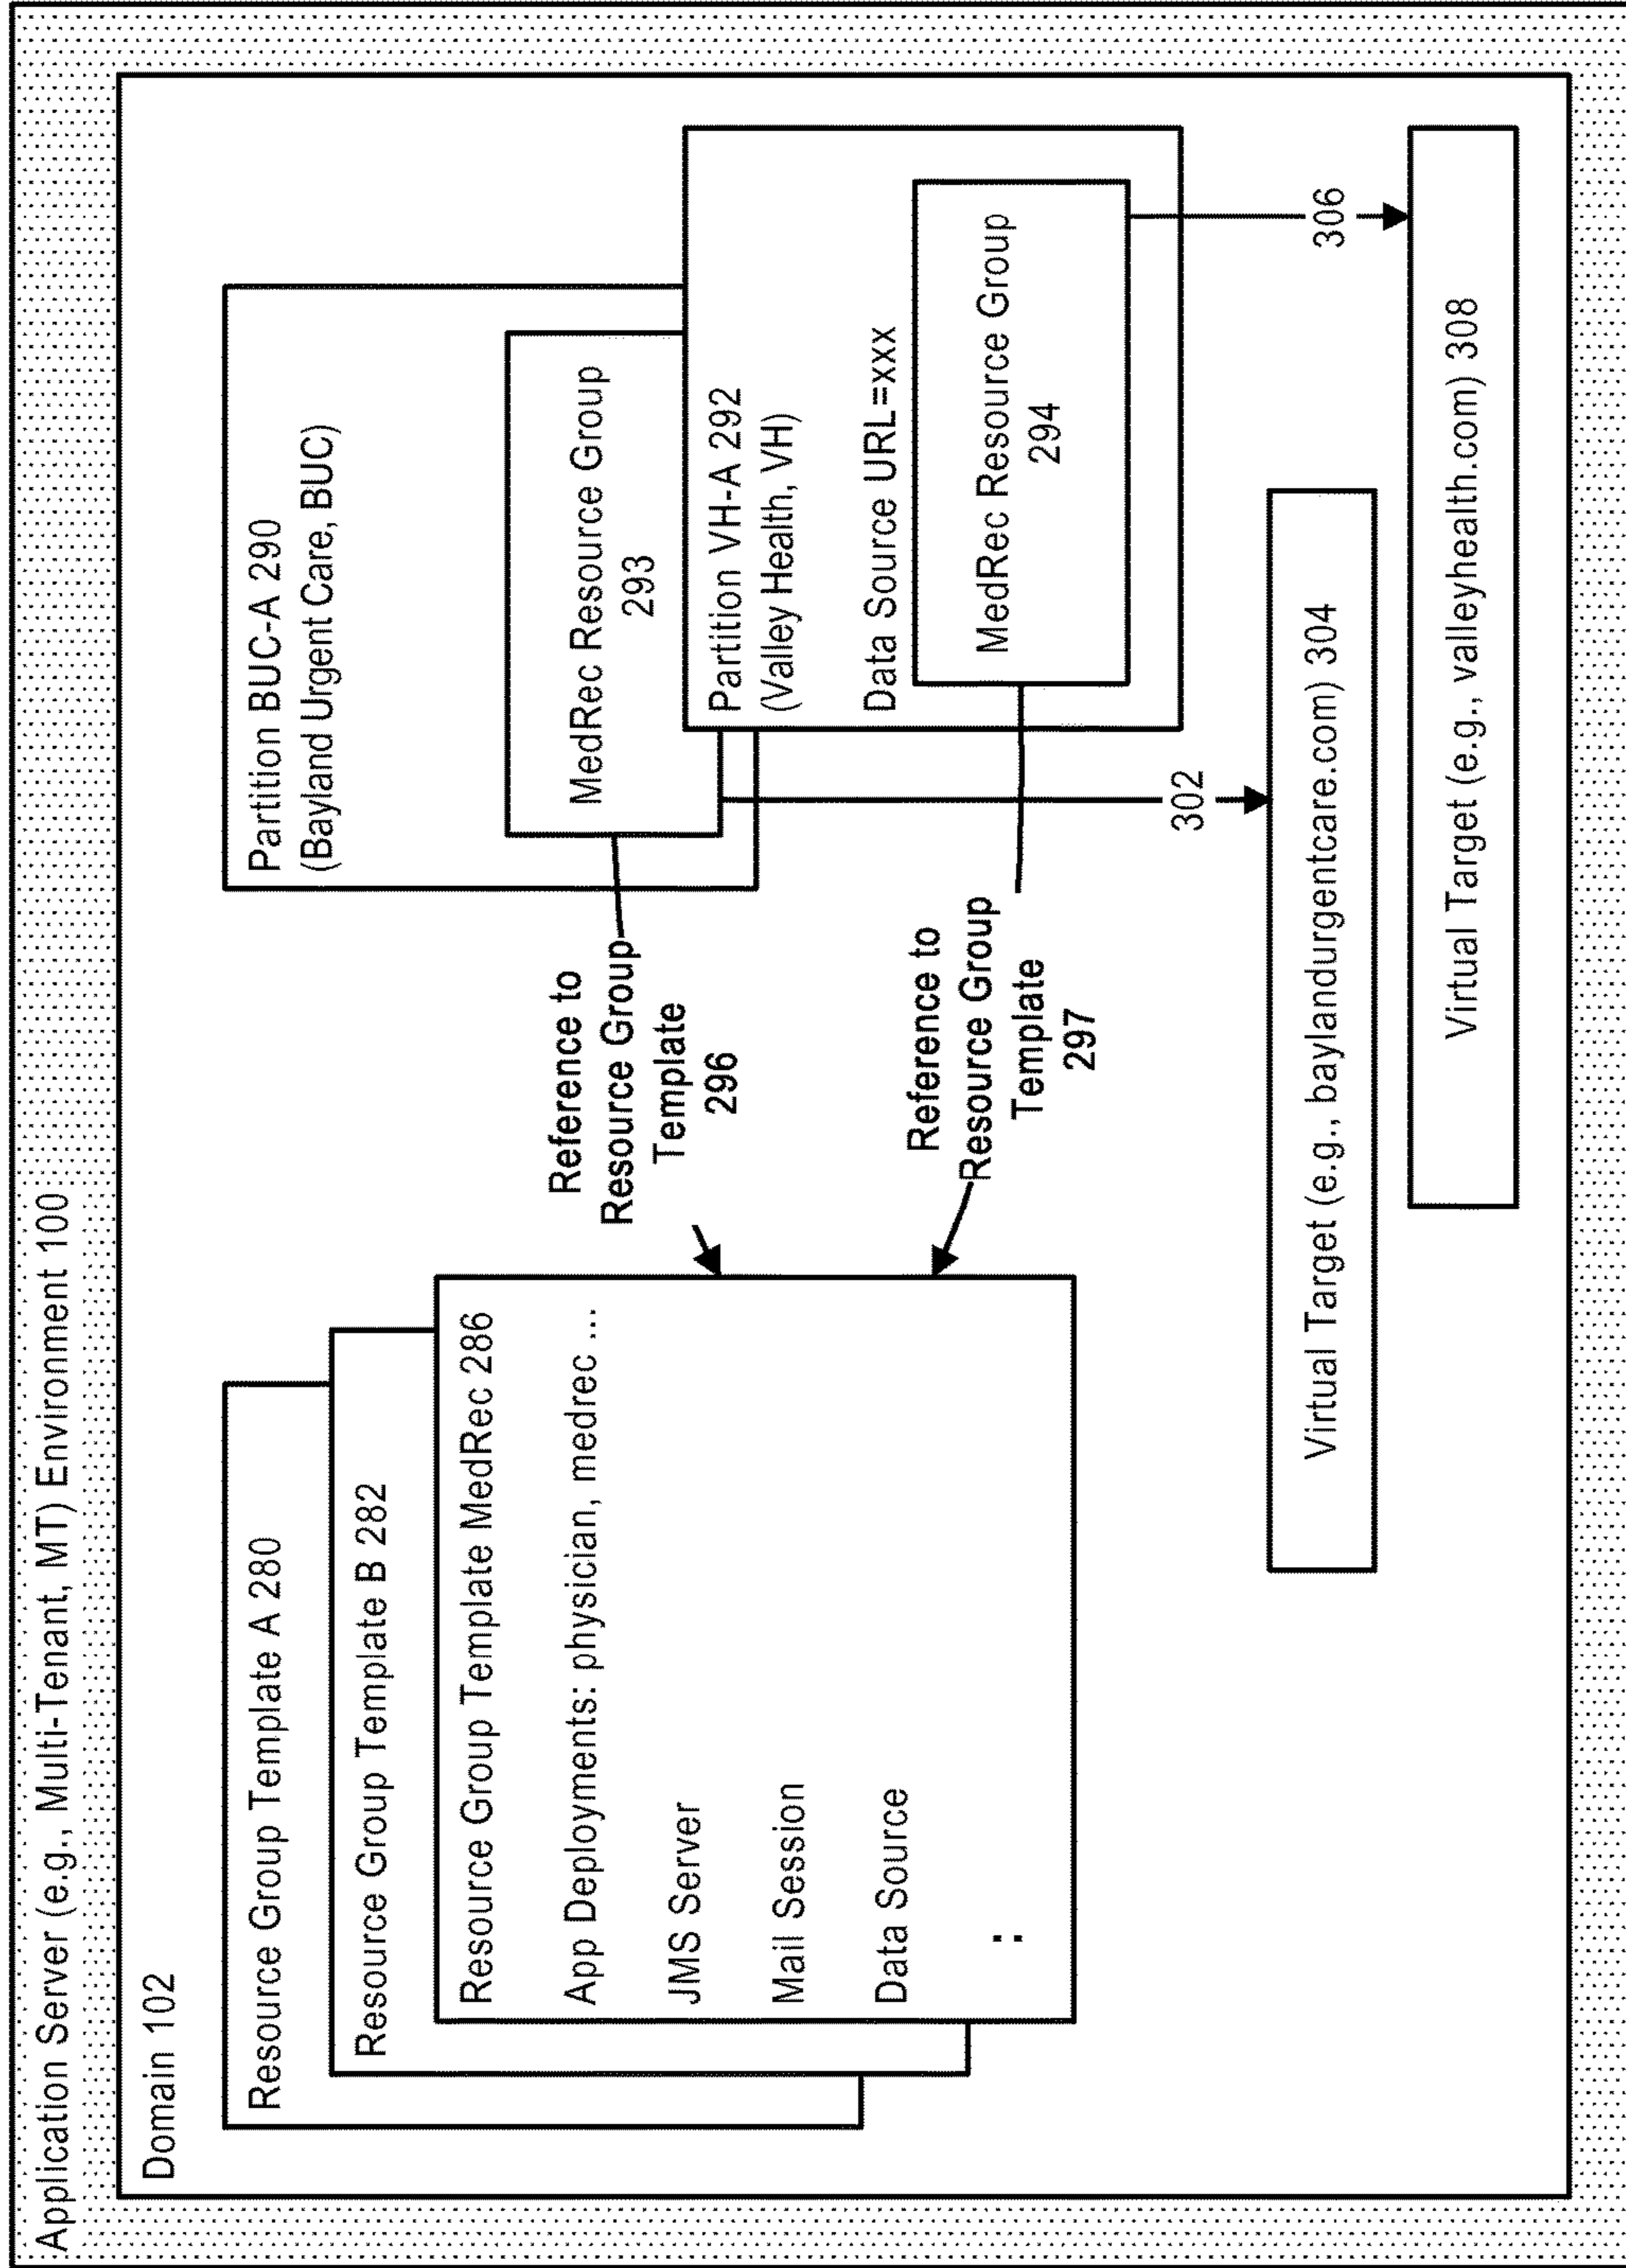 Application Server (e.g., Multi-Tenant, MT) Environment 100
Domain 102
Resource Group Template A 280
Resource Group Template B 282
Resource Group Template MedRec 286
App Deployments: physician, medrec ...
JMS Server
Mail Session
Data Source
:
Reference to
Resource Group
Template
296
Reference to
Resource Group
Template
297
Partition BUC-A 290
(Bayland Urgent Care, BUC)
MedRec Resource Group
293
Partition VH-A 292
(Valley Health, VH)
Data Source URL=xxx
MedRec Resource Group
294
302
306
Virtual Target (e.g., baylandurgentcare.com) 304
Virtual Target (e.g., valleyhealth.com) 308